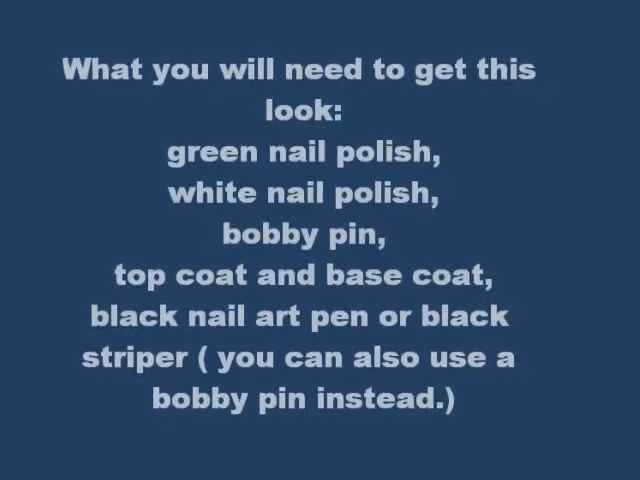 What you will need to get this
look:
green nail polish,
white nail polish,
bobby pin,
top coat and base coat,
black nail art pen or black
striper ( you can also use a
bobby pin instead.)